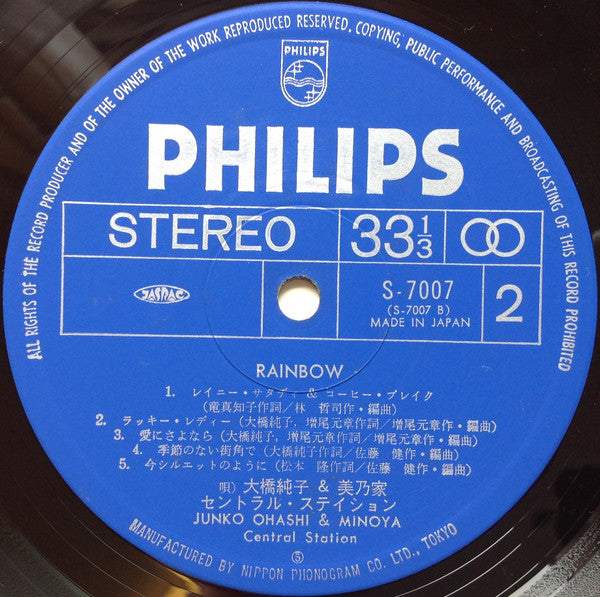 ALL RIGHTS OF THE RECORD PRODUCER AND OF THE OWNER OF THE WORK REPRODUCED RESERVED. COPYING, PUBLIC PERFORMANCE AND BROADCASTING OF THIS RECORD PROHIBITED
PHILIPS
PHILIPS
STEREO
33 1/3
JASRAC
S-7007
(S-7007 B)
MADE IN JAPAN
2
RAINBOW
1. レイニー・サタディ & コーヒー・ブレイク
(竜真知子作詞/林 哲司作・編曲)
2. ラッキー・レディー (大橋純子、増尾元章作詞/増尾元章作・編曲)
3. 愛にさよなら (大橋純子、増尾元章作詞/増尾元章作・編曲)
4. 季節のない街角で (大橋純子作詞/佐藤 健作・編曲)
5. 今シルエットのように (松本 隆作詞/佐藤 健作・編曲)
唄) 大橋純子 & 美乃家
セントラル・ステイション
JUNKO OHASHI & MINOYA
Central Station
⑤
MANUFACTURED BY NIPPON PHONOGRAM CO. LTD., TOKYO